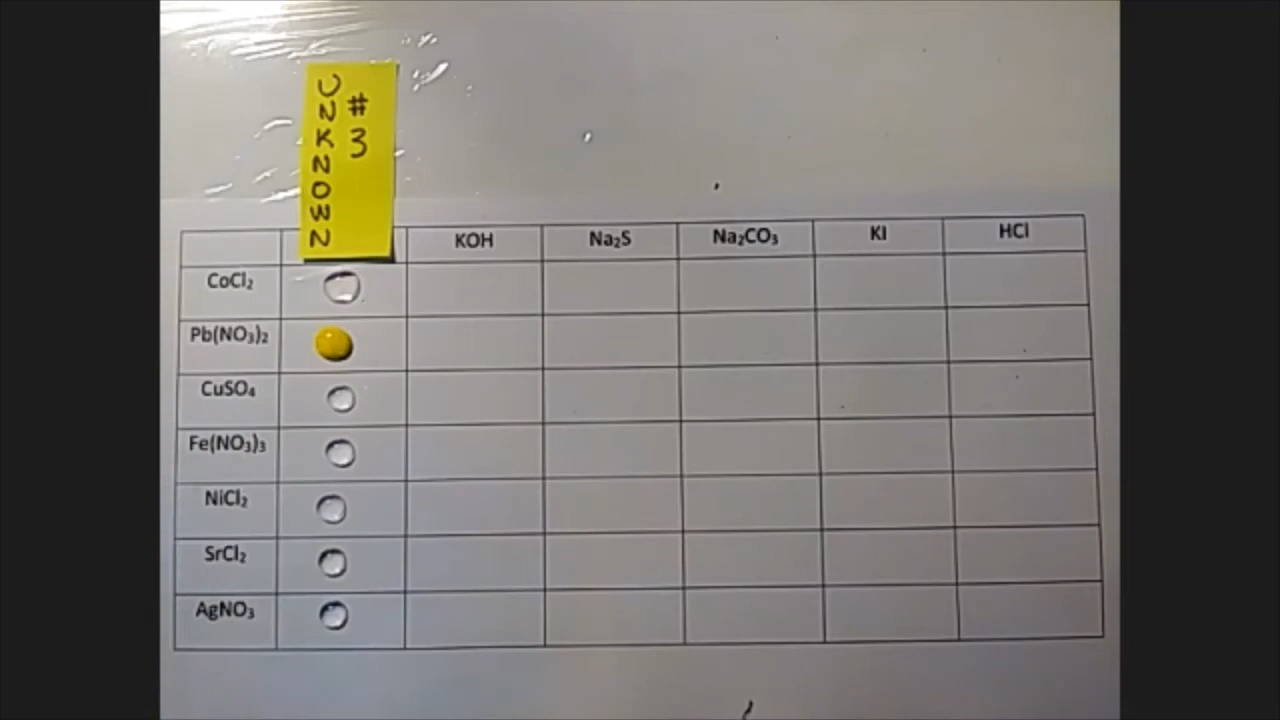 UNKNOWN
#3
KOH Na₂S Na₂CO₃ KI HCl
CoCl₂
Pb(NO₃)₂
CuSO₄
Fe(NO₃)₃
NiCl₂
SrCl₂
AgNO₃